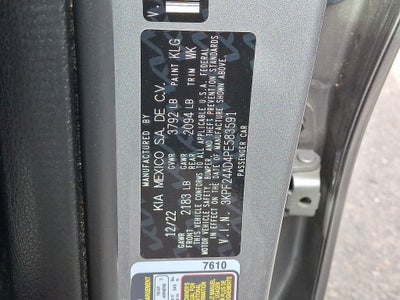 MANUFACTURED BY
KIA MEXICO S.A. DE C.V.
12/22 GVWR 3792 LB PAINT KLG
GAWR FRONT 2183 LB GAWR REAR 2094 LB TRIM WK
THIS VEHICLE CONFORMS TO ALL APPLICABLE U.S.A. FEDERAL
MOTOR VEHICLE SAFETY, BUMPER, AND THEFT PREVENTION STANDARDS
IN EFFECT ON THE DATE OF MANUFACTURE SHOWN ABOVE.
V.I.N. 3KPF24AD4PE583591
PASSENGER CAR
7610